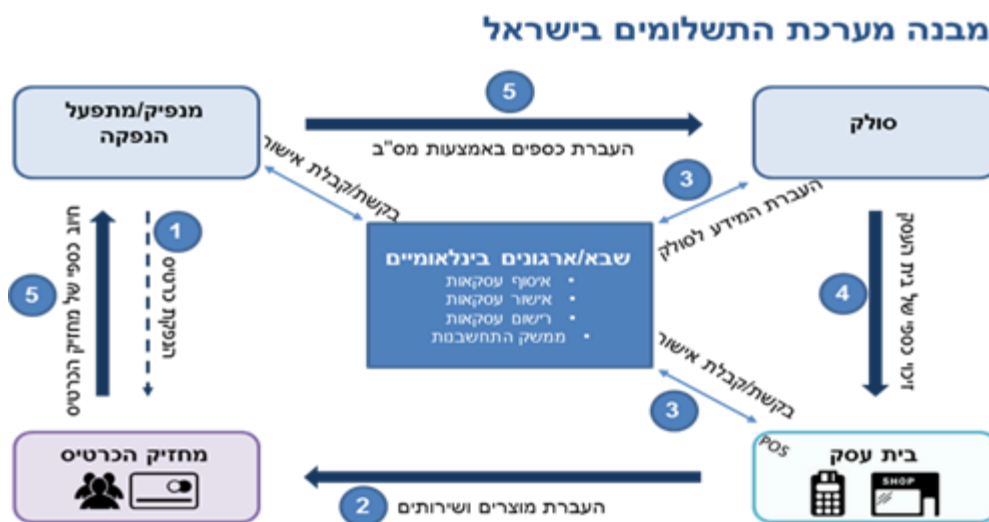 מבנה מערכת התשלומים בישראל
סולק
5
מנפיק/מתפעל
הנפקה
העברת כספים באמצעות מס"ב
בקשת/קבלת אישור
3
העברת המידע לסולק
1
הנפקת כרטיס
5
חיוב כספי של מחזיק הכרטיס
שבא/ארגונים בינלאומיים
• איסוף עסקאות
• אישור עסקאות
• רישום עסקאות
• ממשק התחשבנות
4
זיכוי כספי של בית העסק
בקשת/קבלת אישור
3
POS
בית עסק
SHOP
מחזיק הכרטיס
2
העברת מוצרים ושירותים